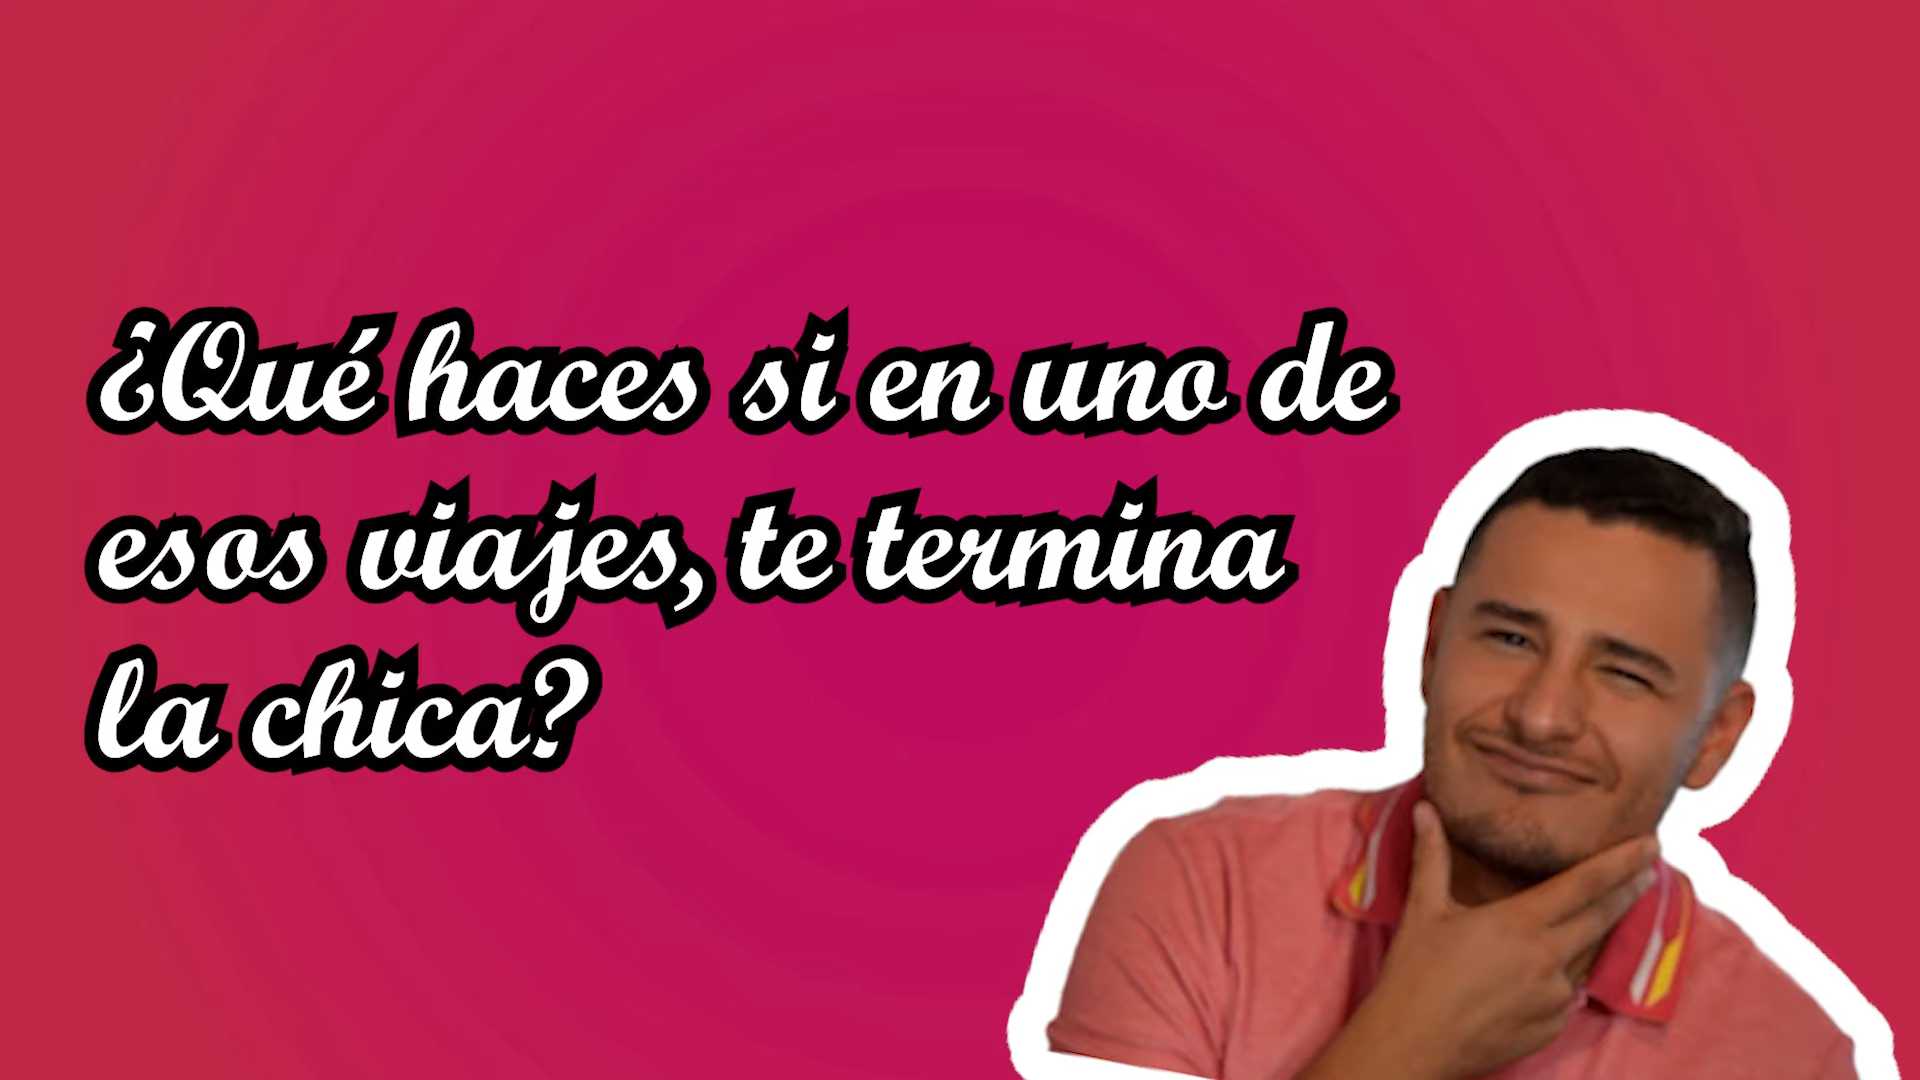 ¿Qué haces si en uno de
esos viajes, te termina
la chica?